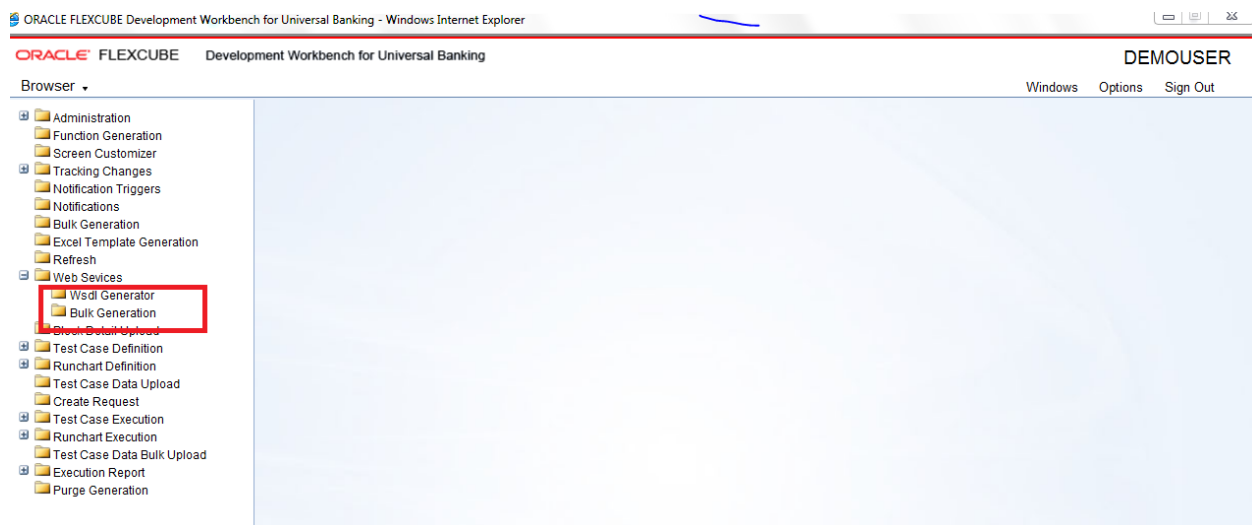 ORACLE FLEXCUBE Development Workbench for Universal Banking - Windows Internet Explorer
ORACLE FLEXCUBE Development Workbench for Universal Banking DEMOUSER
Browser Windows Options Sign Out
Administration
Function Generation
Screen Customizer
Tracking Changes
Notification Triggers
Notifications
Bulk Generation
Excel Template Generation
Refresh
Web Sevices
Wsdl Generator
Bulk Generation
Block Detail Upload
Test Case Definition
Runchart Definition
Test Case Data Upload
Create Request
Test Case Execution
Runchart Execution
Test Case Data Bulk Upload
Execution Report
Purge Generation